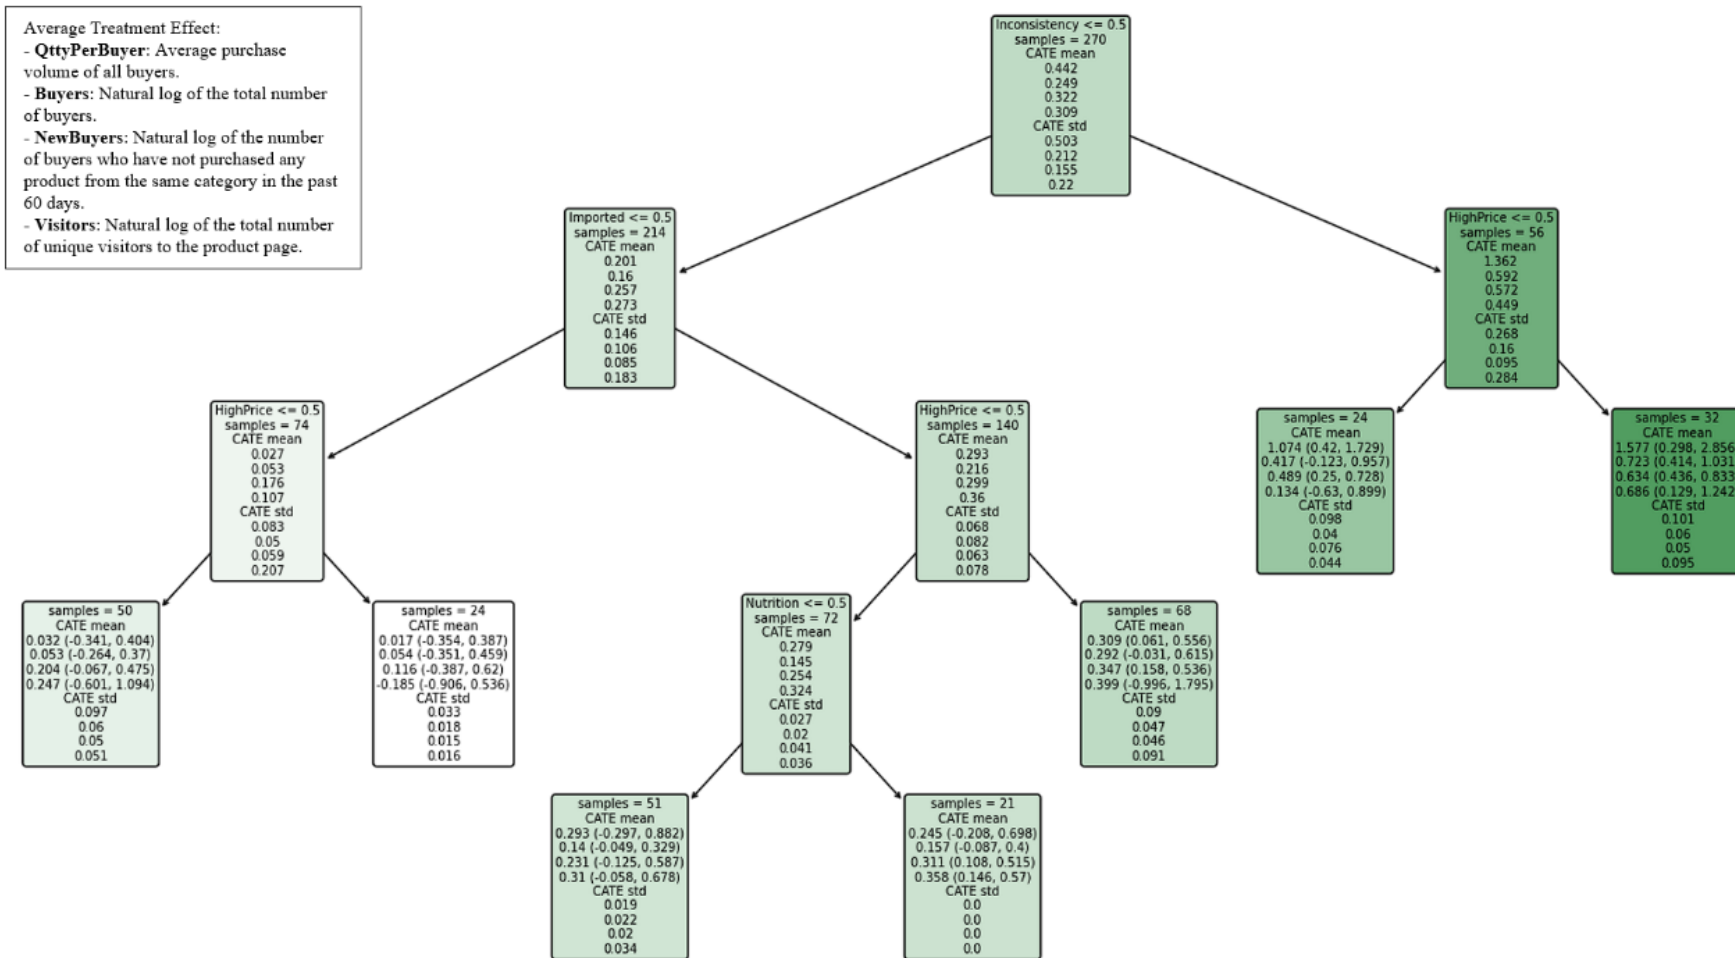 Average Treatment Effect:
- QttyPerBuyer: Average purchase
volume of all buyers.
- Buyers: Natural log of the total number
of buyers.
- NewBuyers: Natural log of the number
of buyers who have not purchased any
product from the same category in the past
60 days.
- Visitors: Natural log of the total number
of unique visitors to the product page.
Inconsistency <= 0.5
samples = 270
CATE mean
0.442
0.249
0.322
0.309
CATE std
0.503
0.212
0.155
0.22
Imported <= 0.5
samples = 214
CATE mean
0.201
0.16
0.257
0.273
CATE std
0.146
0.106
0.085
0.183
HighPrice <= 0.5
samples = 56
CATE mean
1.362
0.592
0.572
0.449
CATE std
0.268
0.16
0.095
0.284
HighPrice <= 0.5
samples = 74
CATE mean
0.027
0.053
0.176
0.107
CATE std
0.083
0.05
0.059
0.207
HighPrice <= 0.5
samples = 140
CATE mean
0.293
0.216
0.299
0.36
CATE std
0.068
0.082
0.063
0.078
samples = 24
CATE mean
1.074 (0.42, 1.729)
0.417 (-0.123, 0.957)
0.489 (0.25, 0.728)
0.134 (-0.63, 0.899)
CATE std
0.098
0.04
0.076
0.044
samples = 32
CATE mean
1.577 (0.298, 2.856
0.723 (0.414, 1.031
0.634 (0.436, 0.833
0.686 (0.129, 1.242
CATE std
0.101
0.06
0.05
0.095
samples = 50
CATE mean
0.032 (-0.341, 0.404)
0.053 (-0.264, 0.37)
0.204 (-0.067, 0.475)
0.247 (-0.601, 1.094)
CATE std
0.097
0.06
0.05
0.051
samples = 24
CATE mean
0.017 (-0.354, 0.387)
0.054 (-0.351, 0.459)
0.116 (-0.387, 0.62)
-0.185 (-0.906, 0.536)
CATE std
0.033
0.018
0.015
0.016
Nutrition <= 0.5
samples = 72
CATE mean
0.279
0.145
0.254
0.324
CATE std
0.027
0.02
0.041
0.036
samples = 68
CATE mean
0.309 (0.061, 0.556)
0.292 (-0.031, 0.615)
0.347 (0.158, 0.536)
0.399 (-0.996, 1.795)
CATE std
0.09
0.047
0.046
0.091
samples = 51
CATE mean
0.293 (-0.297, 0.882)
0.14 (-0.049, 0.329)
0.231 (-0.125, 0.587)
0.31 (-0.058, 0.678)
CATE std
0.019
0.022
0.02
0.034
samples = 21
CATE mean
0.245 (-0.208, 0.698)
0.157 (-0.087, 0.4)
0.311 (0.108, 0.515)
0.358 (0.146, 0.57)
CATE std
0.0
0.0
0.0
0.0